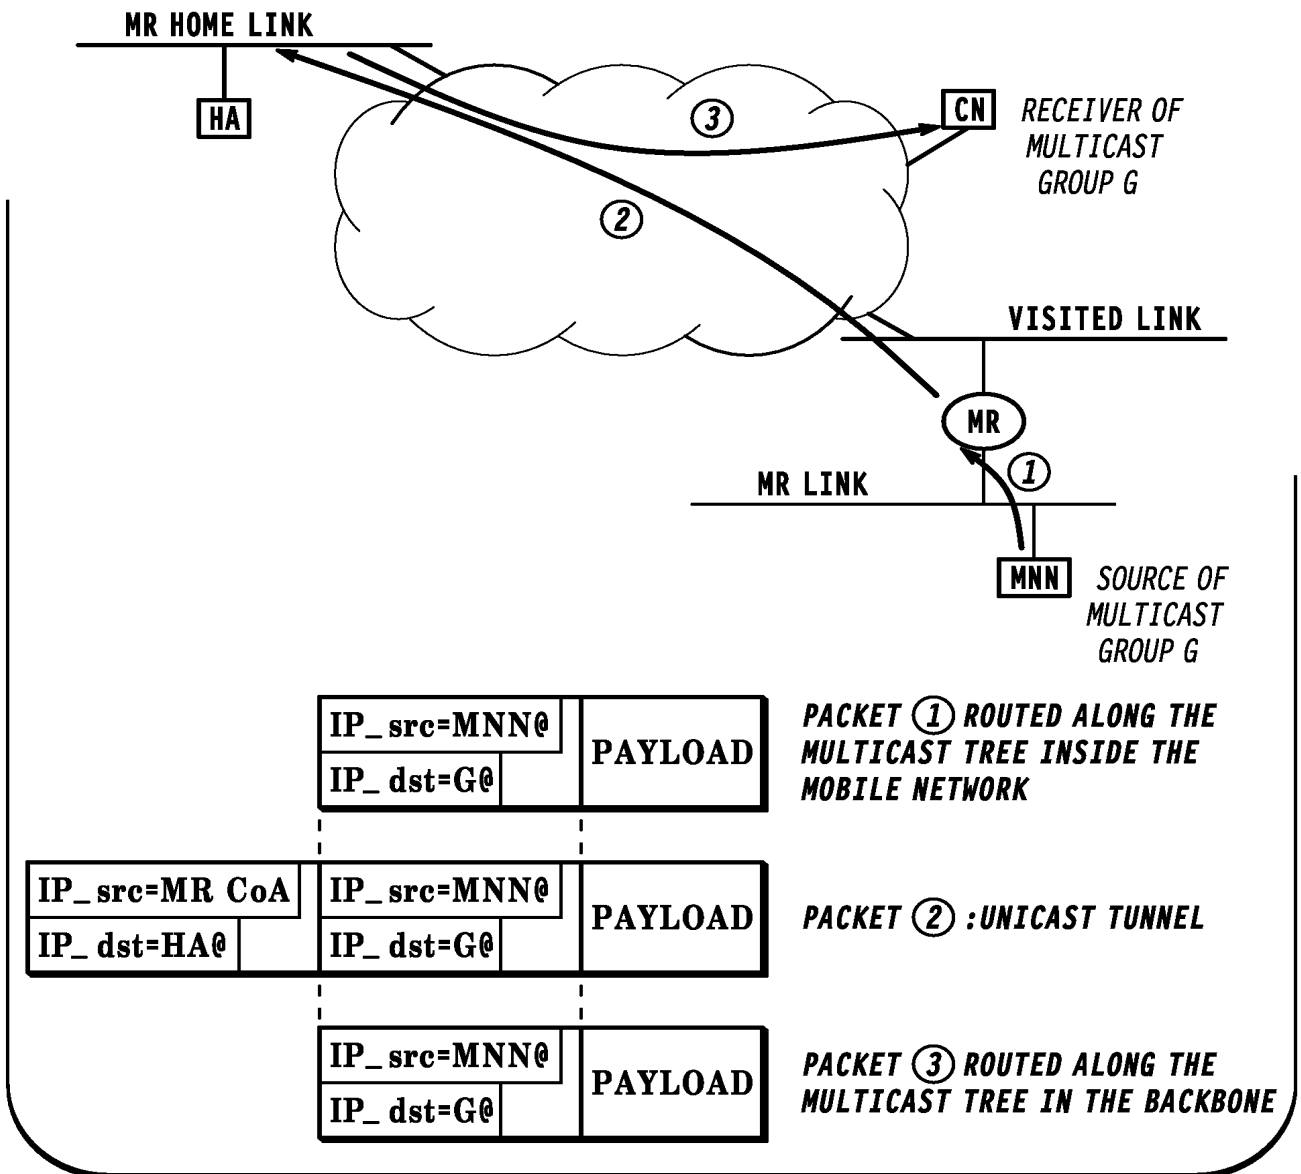 MR HOME LINK
HA
3
CN
RECEIVER OF
MULTICAST
GROUP G
2
VISITED LINK
MR
1
MR LINK
MNN
SOURCE OF
MULTICAST
GROUP G
IP_ src=MNN@
IP_ dst=G@
PAYLOAD
PACKET 1 ROUTED ALONG THE
MULTICAST TREE INSIDE THE
MOBILE NETWORK
IP_ src=MR CoA
IP_ dst=HA@
IP_ src=MNN@
IP_ dst=G@
PAYLOAD
PACKET 2 :UNICAST TUNNEL
IP_ src=MNN@
IP_ dst=G@
PAYLOAD
PACKET 3 ROUTED ALONG THE
MULTICAST TREE IN THE BACKBONE